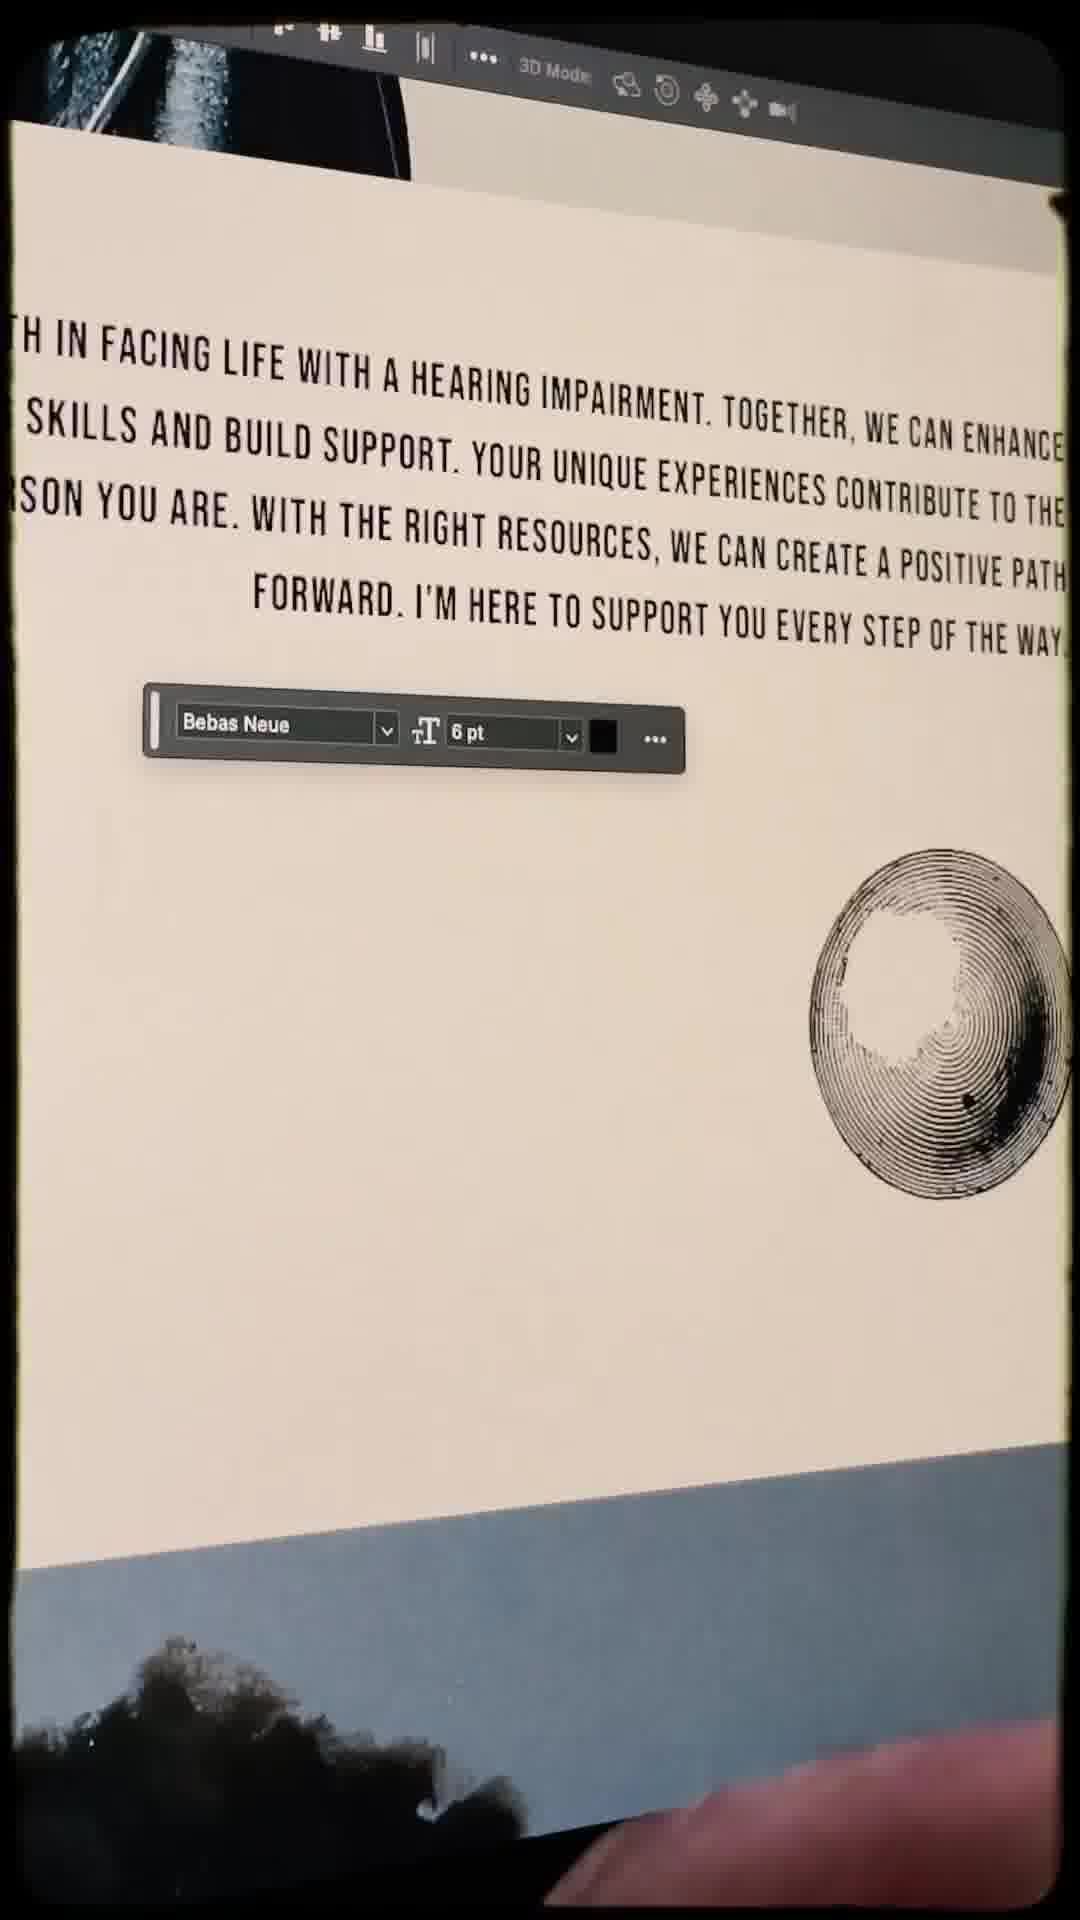 3D Mode:
IN FACING LIFE WITH A HEARING IMPAIRMENT. TOGETHER, WE CAN ENHANCE
SKILLS AND BUILD SUPPORT. YOUR UNIQUE EXPERIENCES CONTRIBUTE TO THE
YOU ARE. WITH THE RIGHT RESOURCES, WE CAN CREATE A POSITIVE PATH
FORWARD. I'M HERE TO SUPPORT YOU EVERY STEP OF THE WAY.
Bebas Neue
6 pt